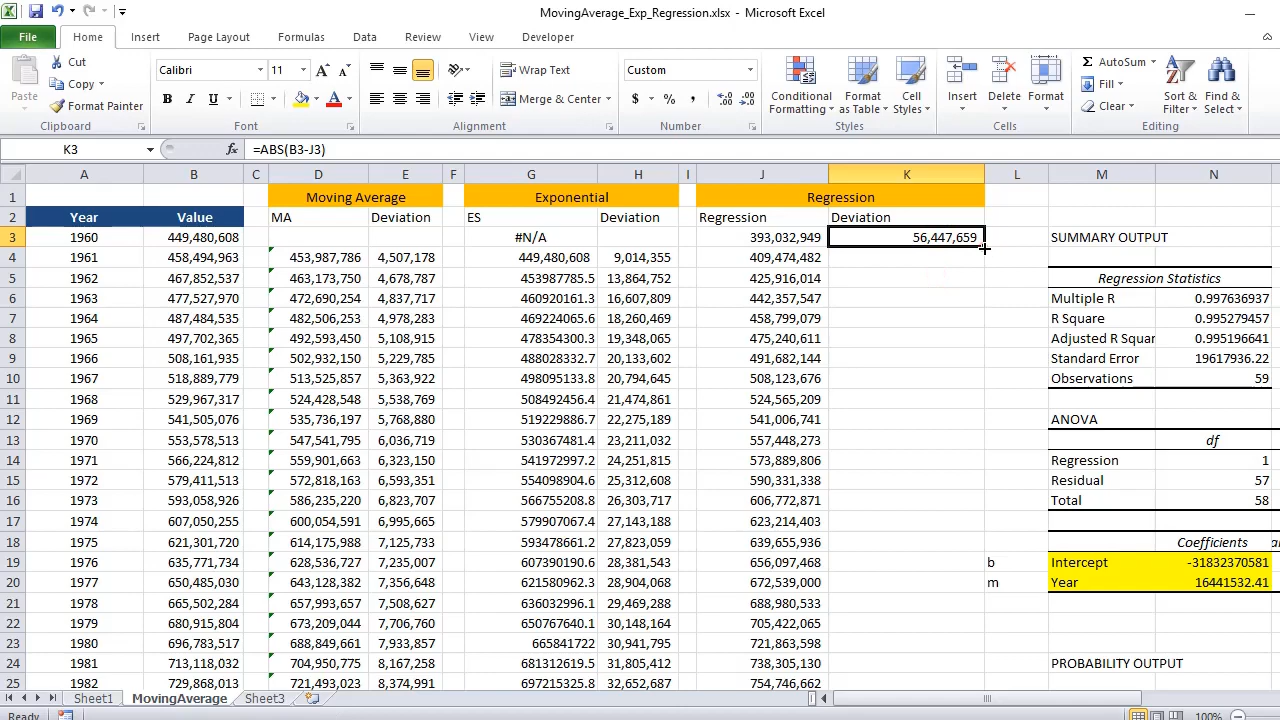 MovingAverage_Exp_Regression.xlsx - Microsoft Excel
File Home Insert Page Layout Formulas Data Review View Developer
Paste Cut Copy Format Painter Clipboard
Calibri 11 A A B I U A Font
Wrap Text Merge & Center Alignment
Custom $ % , .00 .0 Number
Conditional Formatting Format as Table Cell Styles Styles
Insert Delete Format Cells
Σ AutoSum Fill Clear Sort & Filter Find & Select Editing
K3 fx =ABS(B3-J3)
A B C D E F G H I J K L M N
1 Moving Average Exponential Regression
2 Year Value MA Deviation ES Deviation Regression Deviation
3 1960 449,480,608 #N/A 393,032,949 56,447,659 SUMMARY OUTPUT
4 1961 458,494,963 453,987,786 4,507,178 449,480,608 9,014,355 409,474,482
5 1962 467,852,537 463,173,750 4,678,787 453987785.5 13,864,752 425,916,014 Regression Statistics
6 1963 477,527,970 472,690,254 4,837,717 460920161.3 16,607,809 442,357,547 Multiple R 0.997636937
7 1964 487,484,535 482,506,253 4,978,283 469224065.6 18,260,469 458,799,079 R Square 0.995279457
8 1965 497,702,365 492,593,450 5,108,915 478354300.3 19,348,065 475,240,611 Adjusted R Squar 0.995196641
9 1966 508,161,935 502,932,150 5,229,785 488028332.7 20,133,602 491,682,144 Standard Error 19617936.22
10 1967 518,889,779 513,525,857 5,363,922 498095133.8 20,794,645 508,123,676 Observations 59
11 1968 529,967,317 524,428,548 5,538,769 508492456.4 21,474,861 524,565,209
12 1969 541,505,076 535,736,197 5,768,880 519229886.7 22,275,189 541,006,741 ANOVA
13 1970 553,578,513 547,541,795 6,036,719 530367481.4 23,211,032 557,448,273 df
14 1971 566,224,812 559,901,663 6,323,150 541972997.2 24,251,815 573,889,806 Regression 1
15 1972 579,411,513 572,818,163 6,593,351 554098904.6 25,312,608 590,331,338 Residual 57
16 1973 593,058,926 586,235,220 6,823,707 566755208.8 26,303,717 606,772,871 Total 58
17 1974 607,050,255 600,054,591 6,995,665 579907067.4 27,143,188 623,214,403
18 1975 621,301,720 614,175,988 7,125,733 593478661.2 27,823,059 639,655,936 Coefficients
19 1976 635,771,734 628,536,727 7,235,007 607390190.6 28,381,543 656,097,468 b Intercept -31832370581
20 1977 650,485,030 643,128,382 7,356,648 621580962.3 28,904,068 672,539,000 m Year 16441532.41
21 1978 665,502,284 657,993,657 7,508,627 636032996.1 29,469,288 688,980,533
22 1979 680,915,804 673,209,044 7,706,760 650767640.1 30,148,164 705,422,065
23 1980 696,783,517 688,849,661 7,933,857 665841722 30,941,795 721,863,598
24 1981 713,118,032 704,950,775 8,167,258 681312619.5 31,805,412 738,305,130 PROBABILITY OUTPUT
25 1982 729,868,013 721,493,023 8,374,991 697215325.8 32,652,687 754,746,662
Sheet1 MovingAverage Sheet3
Ready 100%